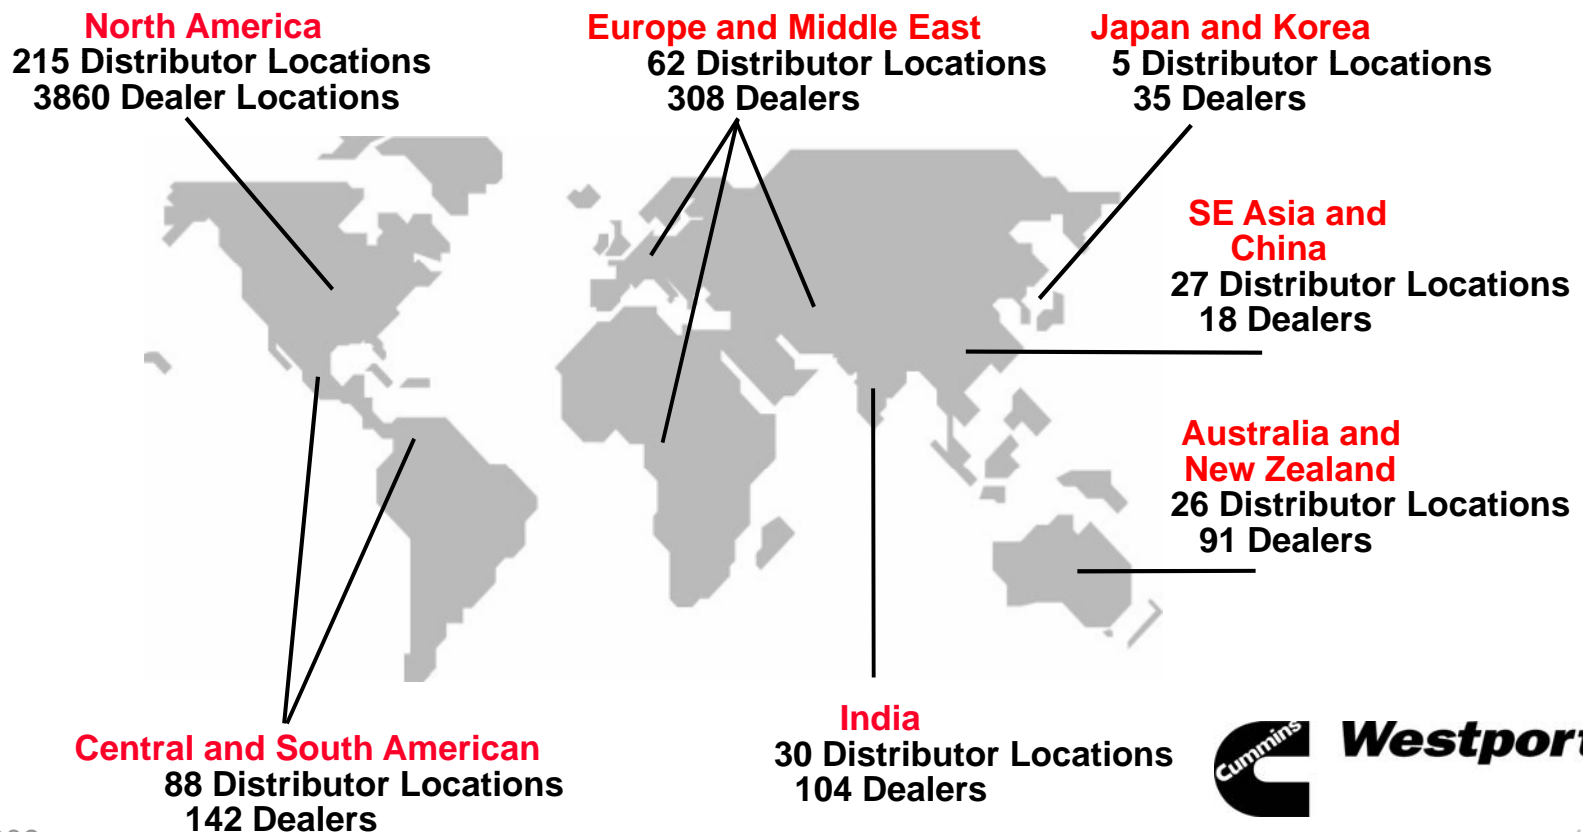 North America
215 Distributor Locations
3860 Dealer Locations
Europe and Middle East
62 Distributor Locations
308 Dealers
Japan and Korea
5 Distributor Locations
35 Dealers
SE Asia and
China
27 Distributor Locations
18 Dealers
Australia and
New Zealand
26 Distributor Locations
91 Dealers
India
30 Distributor Locations
104 Dealers
Central and South American
88 Distributor Locations
142 Dealers
Cummins
Westport